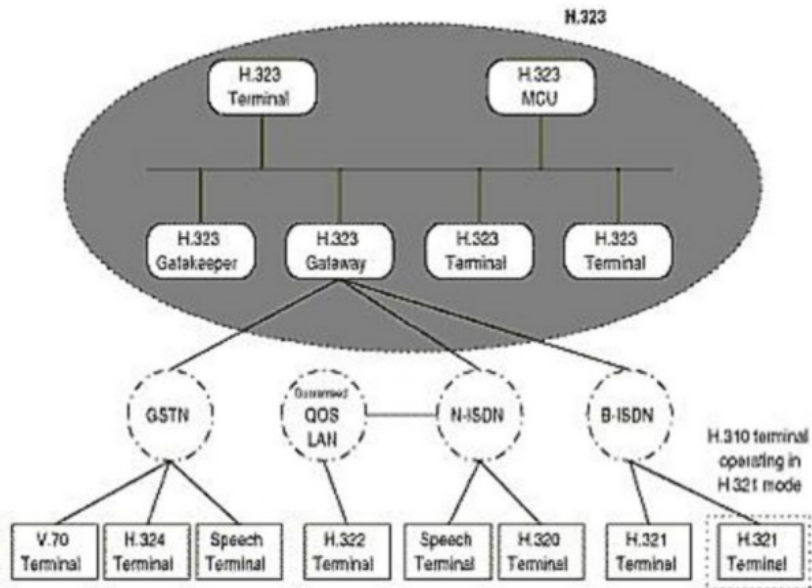 H.323
H.323
Terminal
H.323
MCU
H.323
Gatekeeper
H.323
Gateway
H.323
Terminal
H.323
Terminal
GSTN
Guaranteed
QOS
LAN
N-ISDN
B-ISDN
H.310 terminal
operating in
H.321 mode
V.70
Terminal
H.324
Terminal
Speech
Terminal
H.322
Terminal
Speech
Terminal
H.320
Terminal
H.321
Terminal
H.321
Terminal